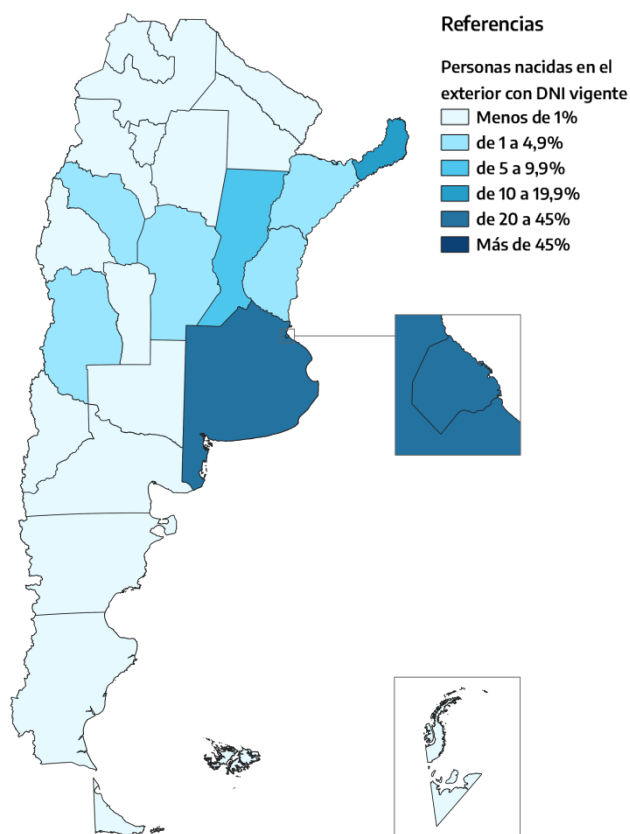 Referencias
Personas nacidas en el
exterior con DNI vigente
Menos de 1%
de 1 a 4,9%
de 5 a 9,9%
de 10 a 19,9%
de 20 a 45%
Más de 45%